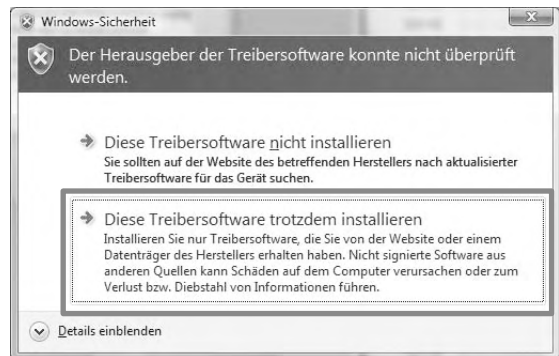 Windows-Sicherheit
Der Herausgeber der Treibersoftware konnte nicht überprüft
werden.
Diese Treibersoftware nicht installieren
Sie sollten auf der Website des betreffenden Herstellers nach aktualisierter
Treibersoftware für das Gerät suchen.
Diese Treibersoftware trotzdem installieren
Installieren Sie nur Treibersoftware, die Sie von der Website oder einem
Datenträger des Herstellers erhalten haben. Nicht signierte Software aus
anderen Quellen kann Schäden auf dem Computer verursachen oder zum
Verlust bzw. Diebstahl von Informationen führen.
Details einblenden